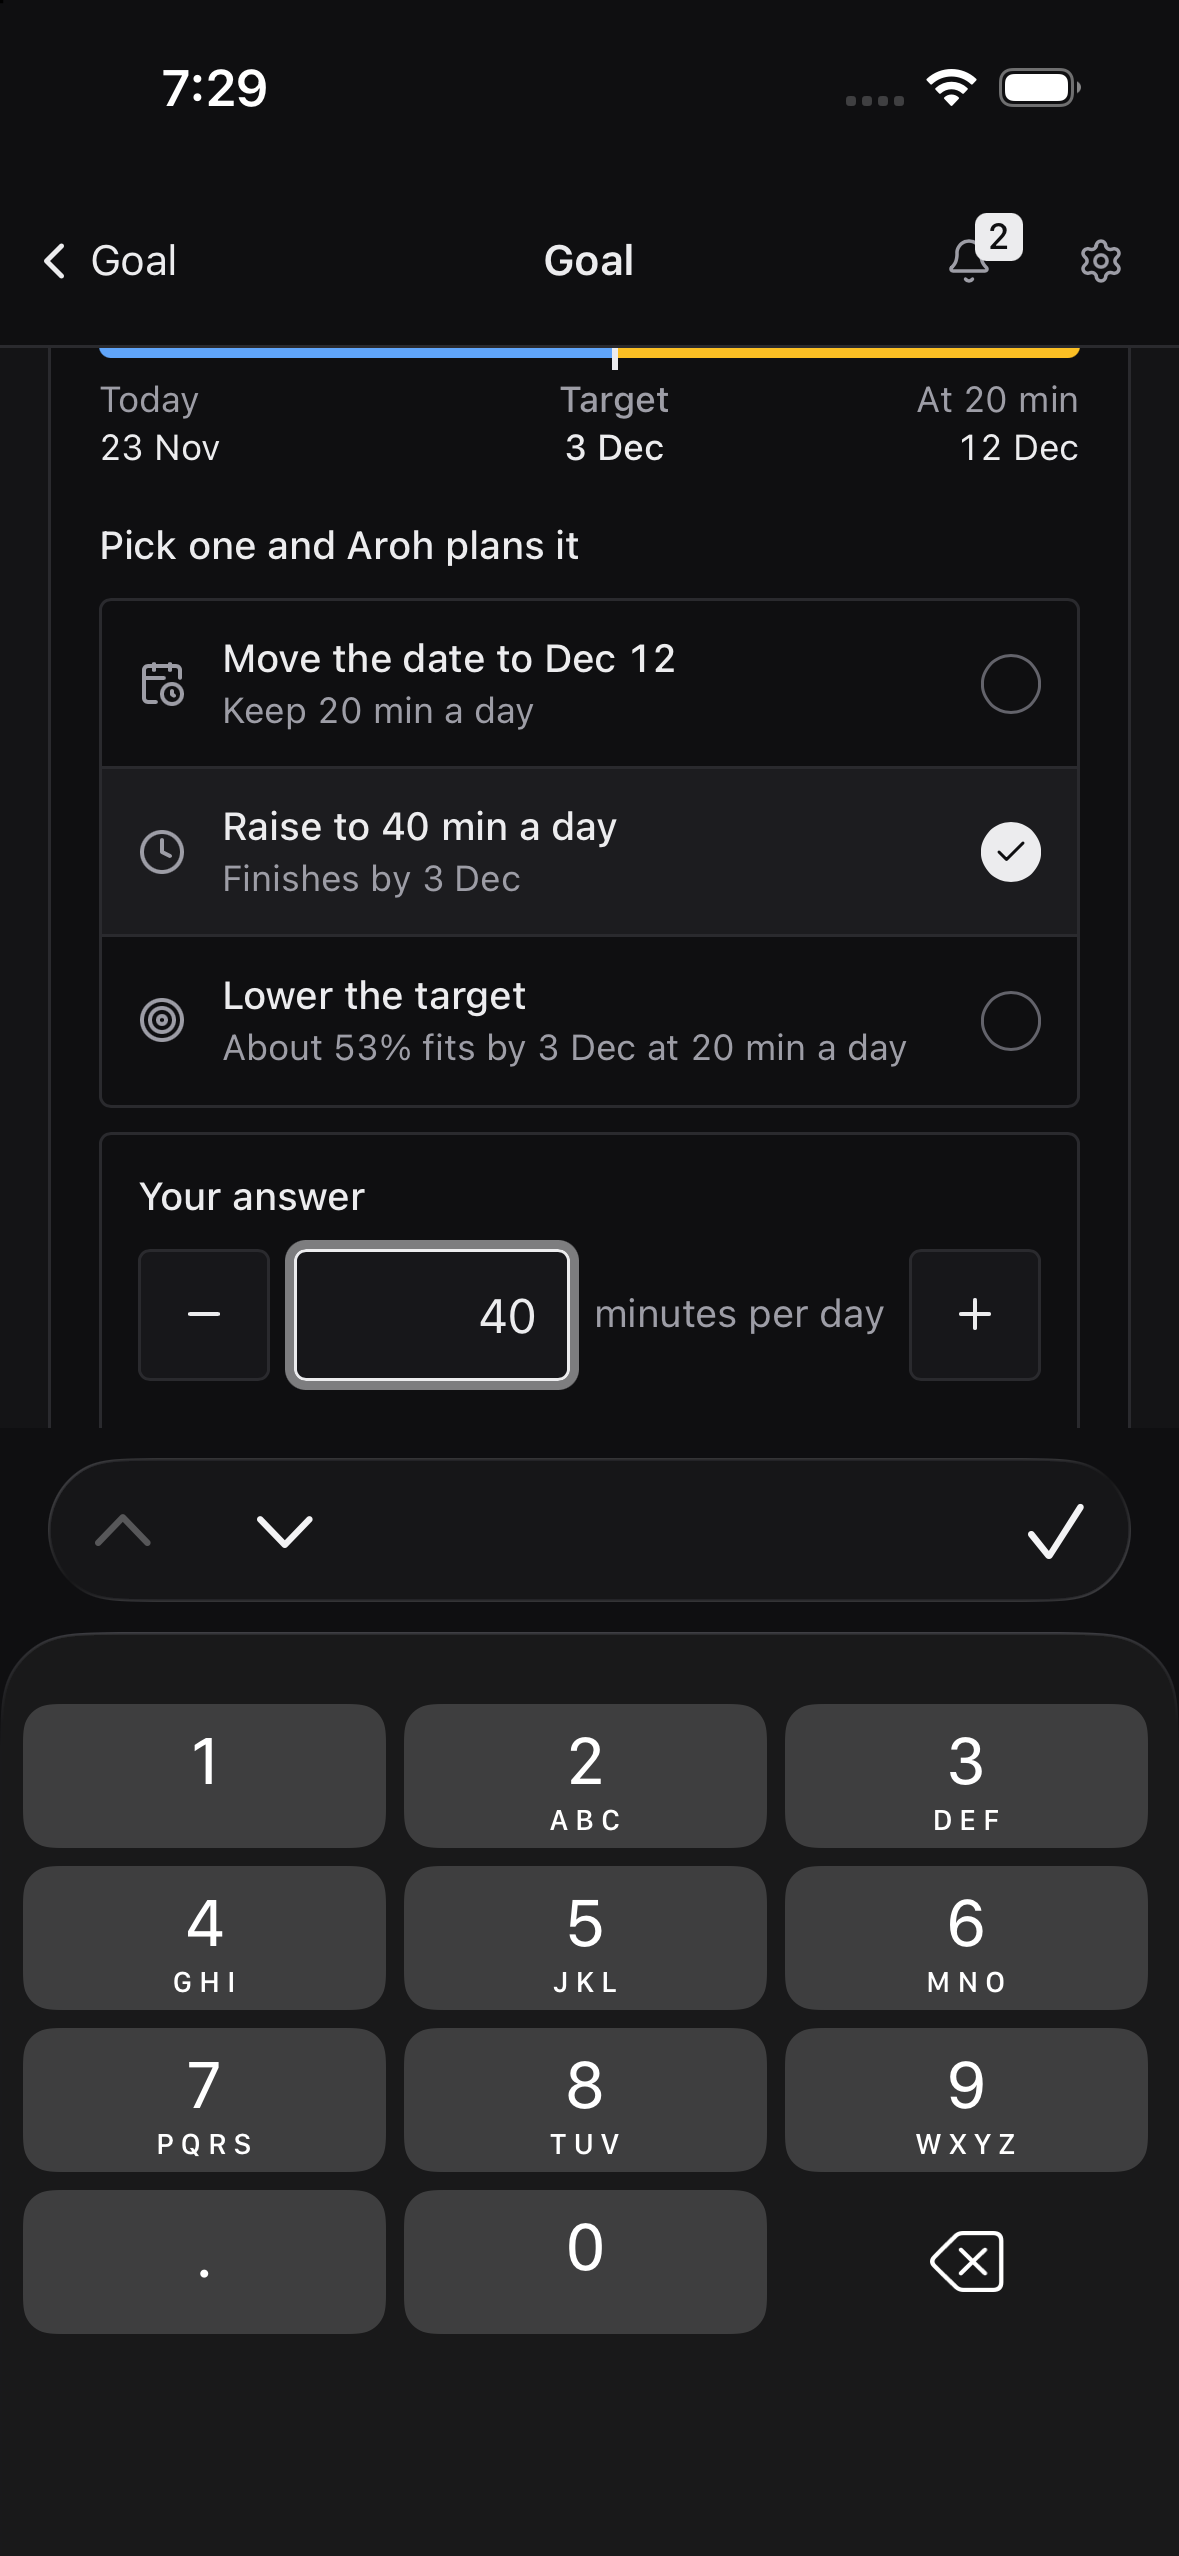 7:29
Goal
Goal
2
Today
Target
At 20 min
23 Nov
3 Dec
12 Dec
Pick one and Aroh plans it
Move the date to Dec 12
Keep 20 min a day
Raise to 40 min a day
Finishes by 3 Dec
Lower the target
About 53% fits by 3 Dec at 20 min a day
Your answer
40 minutes per day
1
2
ABC
3
DEF
4
GHI
5
JKL
6
MNO
7
PQRS
8
TUV
9
WXYZ
.
0